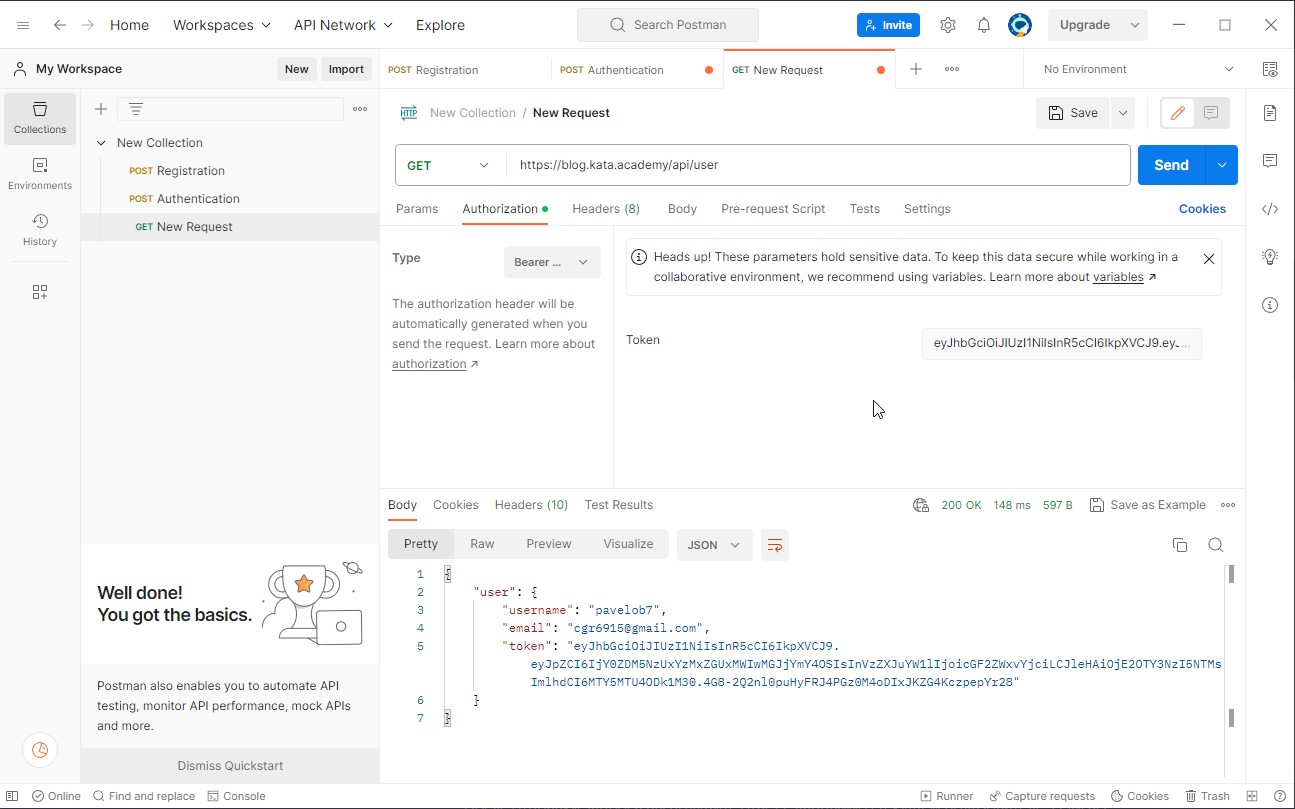 Home Workspaces API Network Explore Search Postman Invite Upgrade
My Workspace New Import POST Registration POST Authentication GET New Request No Environment
Collections
Environments
History
New Collection
POST Registration
POST Authentication
GET New Request
HTTP New Collection / New Request Save
GET https://blog.kata.academy/api/user Send
Params Authorization Headers (8) Body Pre-request Script Tests Settings Cookies
Type Bearer ...
The authorization header will be
automatically generated when you
send the request. Learn more about
authorization
Heads up! These parameters hold sensitive data. To keep this data secure while working in a
collaborative environment, we recommend using variables. Learn more about variables
Token
Body Cookies Headers (10) Test Results 200 OK 148 ms 597 B Save as Example
Pretty Raw Preview Visualize JSON
1 {
2 "user": {
3 "username": "pavelob7",
4 "email": "cgr6915@gmail.com",
5 "token": "eyJhbGciOiJIUzI1NiIsInR5cCI6IkpXVCJ9.
6 }
7 }
Well done!
You got the basics.
Postman also enables you to automate API
testing, monitor API performance, mock APIs
and more.
Dismiss Quickstart
Online Find and replace Console Runner Capture requests Cookies Trash